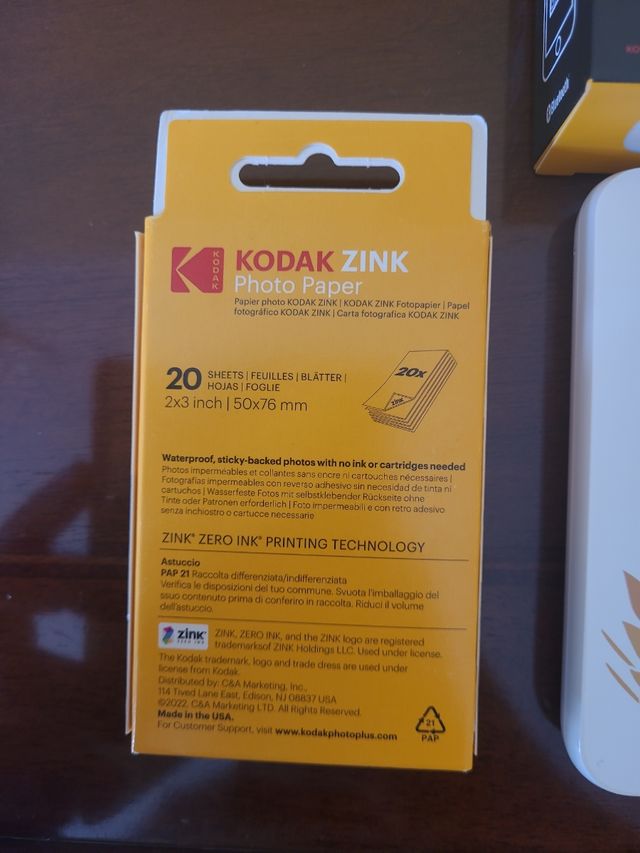 KODAK
KODAK ZINK
Photo Paper
Papier photo KODAK ZINK | KODAK ZINK Fotopapier | Papel
fotográfico KODAK ZINK | Carta fotografica KODAK ZINK
20 SHEETS | FEUILLES | BLÄTTER |
HOJAS | FOGLIE
2x3 inch | 50x76 mm
20x
zink
Waterproof, sticky-backed photos with no ink or cartridges needed
Photos imperméables et collantes sans encre ni cartouches nécessaires |
Fotografías impermeables con reverso adhesivo sin necesidad de tinta ni
cartuchos | Wasserfeste Fotos mit selbstklebender Rückseite ohne
Tinte oder Patronen erforderlich | Foto impermeabili e con retro adesivo
senza inchiostro o cartucce necessarie
ZINK® ZERO INK® PRINTING TECHNOLOGY
Astuccio
PAP 21 Raccolta differenziata/indifferenziata
Verifica le disposizioni del tuo comune. Svuota l'imballaggio del
ssuo contenuto prima di conferiro in raccolta. Riduci il volume
dell'astuccio.
zink
ZERO INK
ZINK, ZERO INK, and the ZINK logo are registered
trademarksof ZINK Holdings LLC. Used under license.
The Kodak trademark, logo and trade dress are used under
license from Kodak.
Distributed by: C&A Marketing, Inc.,
114 Tived Lane East, Edison, NJ 08837 USA
©2022, C&A Marketing LTD. All Rights Reserved.
Made in the USA.
For Customer Support, visit www.kodakphotoplus.com
21
PAP
Bluetooth
KO